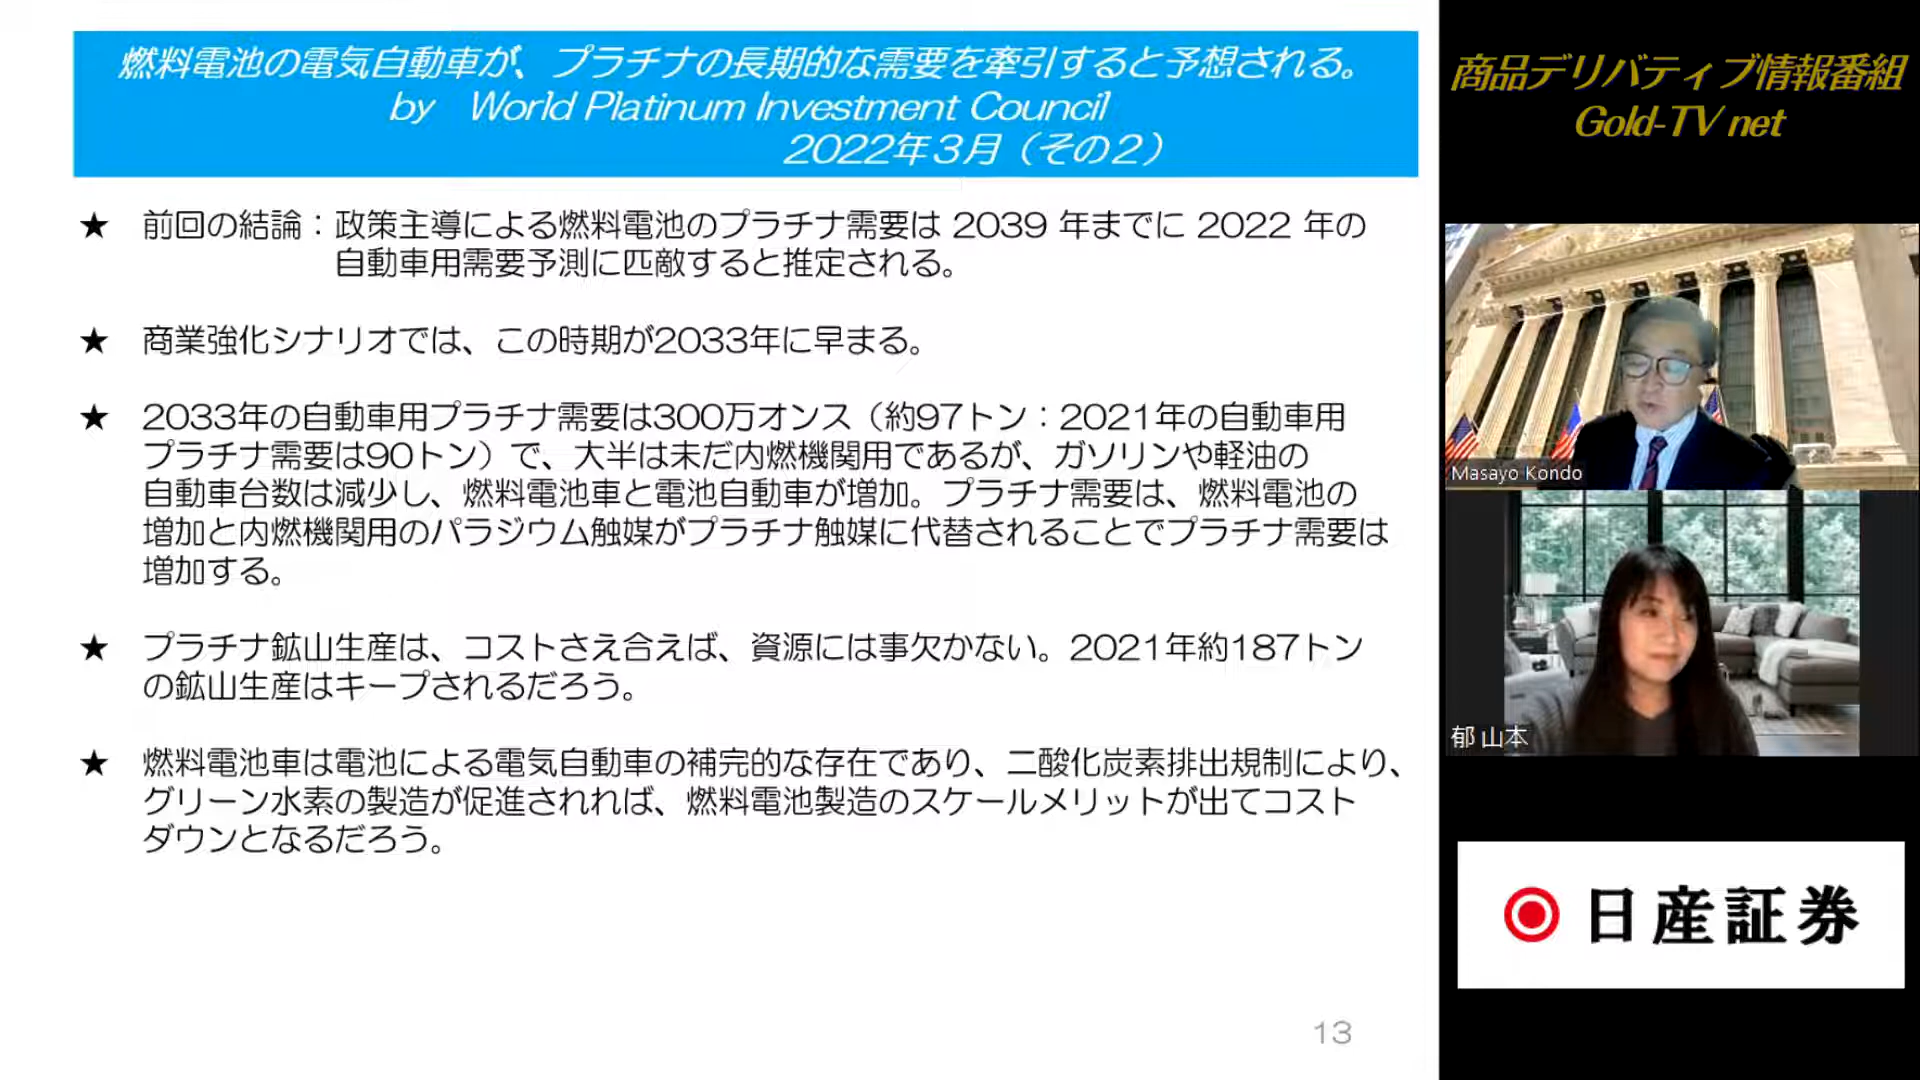 燃料電池の電気自動車が、プラチナの長期的な需要を牽引すると予想される。
by World Platinum Investment Council
2022年3月（その2）
★ 前回の結論：政策主導による燃料電池のプラチナ需要は 2039 年までに 2022 年の
自動車用需要予測に匹敵すると推定される。
★ 商業強化シナリオでは、この時期が2033年に早まる。
★ 2033年の自動車用プラチナ需要は300万オンス（約97トン：2021年の自動車用
プラチナ需要は90トン）で、大半は未だ内燃機関用であるが、ガソリンや軽油の
自動車台数は減少し、燃料電池車と電池自動車が増加。プラチナ需要は、燃料電池の
増加と内燃機関用のパラジウム触媒がプラチナ触媒に代替されることでプラチナ需要は
増加する。
★ プラチナ鉱山生産は、コストさえ合えば、資源には事欠かない。2021年約187トン
の鉱山生産はキープされるだろう。
★ 燃料電池車は電池による電気自動車の補完的な存在であり、二酸化炭素排出規制により、
グリーン水素の製造が促進されれば、燃料電池製造のスケールメリットが出てコスト
ダウンとなるだろう。
13
商品デリバティブ情報番組
Gold-TV net
Masayo Kondo
郁 山本
日産証券